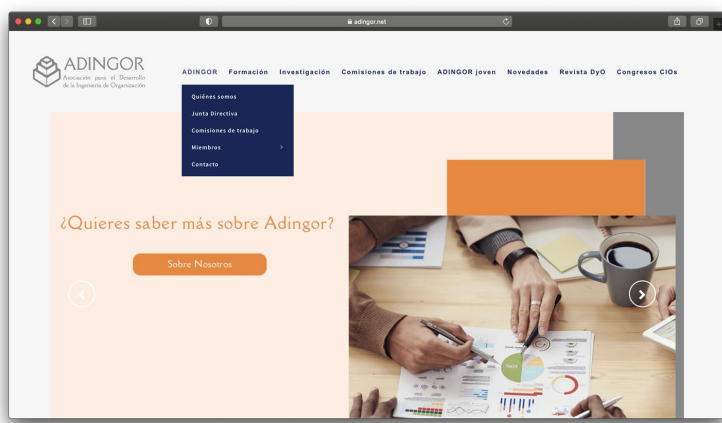 adingor.net
ADINGOR
Asociación para el Desarrollo
de la Ingeniería de Organización
ADINGOR Formación Investigación Comisiones de trabajo ADINGOR joven Novedades Revista DyO Congresos CIOs
Quiénes somos
Junta Directiva
Comisiones de trabajo
Miembros
Contacto
¿Quieres saber más sobre Adingor?
Sobre Nosotros